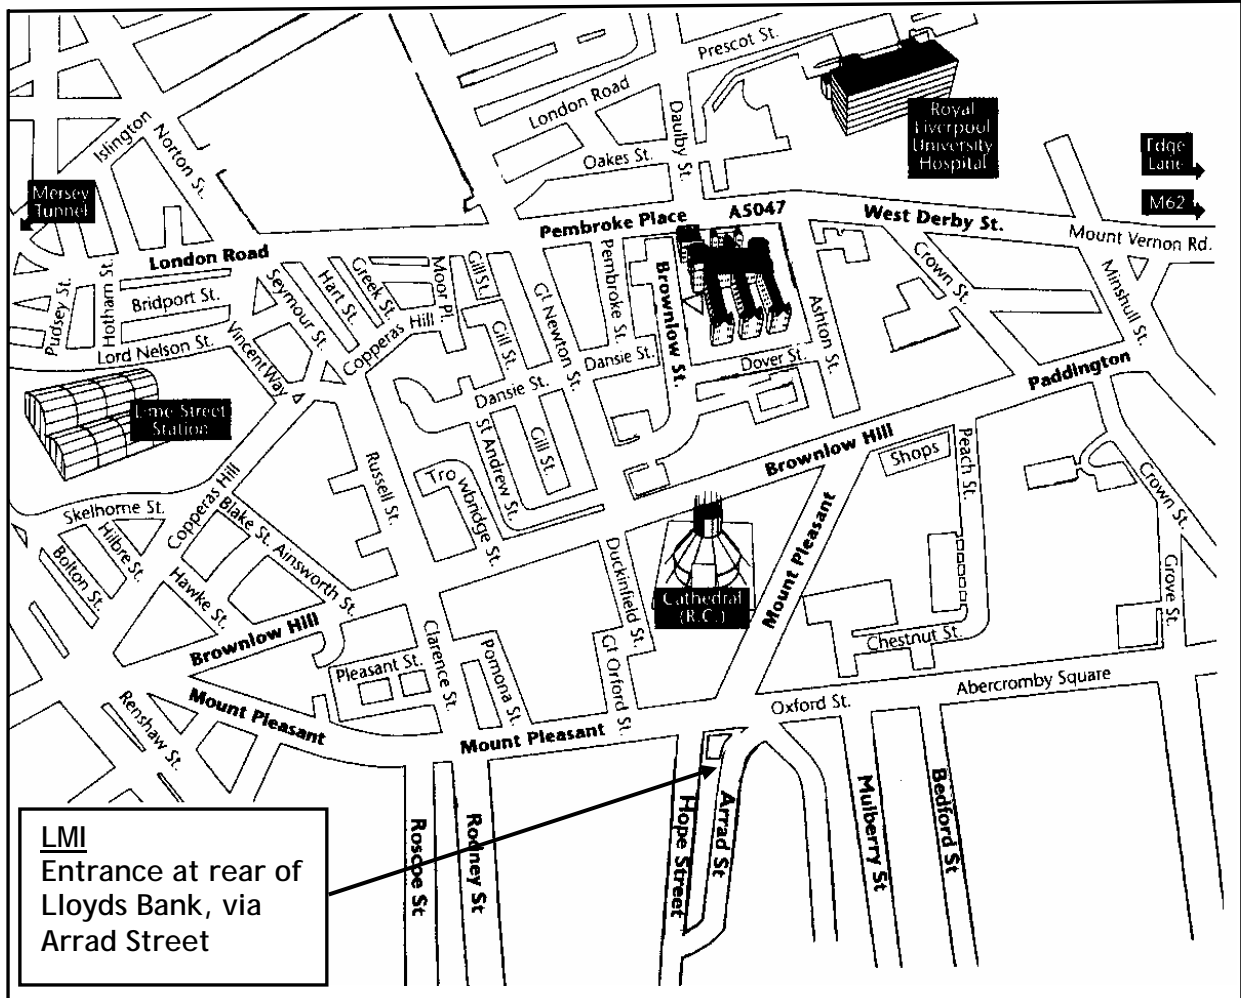 Prescot St.
London Road
Daulby St.
Royal
Liverpool
University
Hospital
Edge
Lane
M62
Islington
Norton St.
Oakes St.
Mersey
Tunnel
Pembroke Place
A5047
West Derby St.
Mount Vernon Rd.
London Road
Pudsey St.
Hotham St.
Bridport St.
Lord Nelson St.
Seymour St.
Hart St.
Greek St.
Moor Pl.
Gill St.
Gt Newton St.
Pembroke St.
Brownlow St.
Ashton St.
Crown St.
Minshull St.
Vincent Way
Copperas Hill
Gill St.
Dansie St.
Dansie St.
Dover St.
Paddington
Lime Street
Station
Russell St.
St Andrew St.
Gill St.
Trowbridge St.
Brownlow Hill
Shops
Peach St.
Crown St.
Skelhorne St.
Copperas Hill
Hilbre St.
Bolton St.
Blake St.
Ainsworth St.
Hawke St.
Duckinfield St.
Cathedral
(R.C.)
Mount Pleasant
Grove St.
Brownlow Hill
Pleasant St.
Clarence St.
Pomona St.
Gt Orford St.
Chestnut St.
Renshaw St.
Mount Pleasant
Mount Pleasant
Oxford St.
Abercromby Square
Roscoe St
Rodney St
Hope Street
Arrad St
Mulberry St
Bedford St
LMI
Entrance at rear of
Lloyds Bank, via
Arrad Street